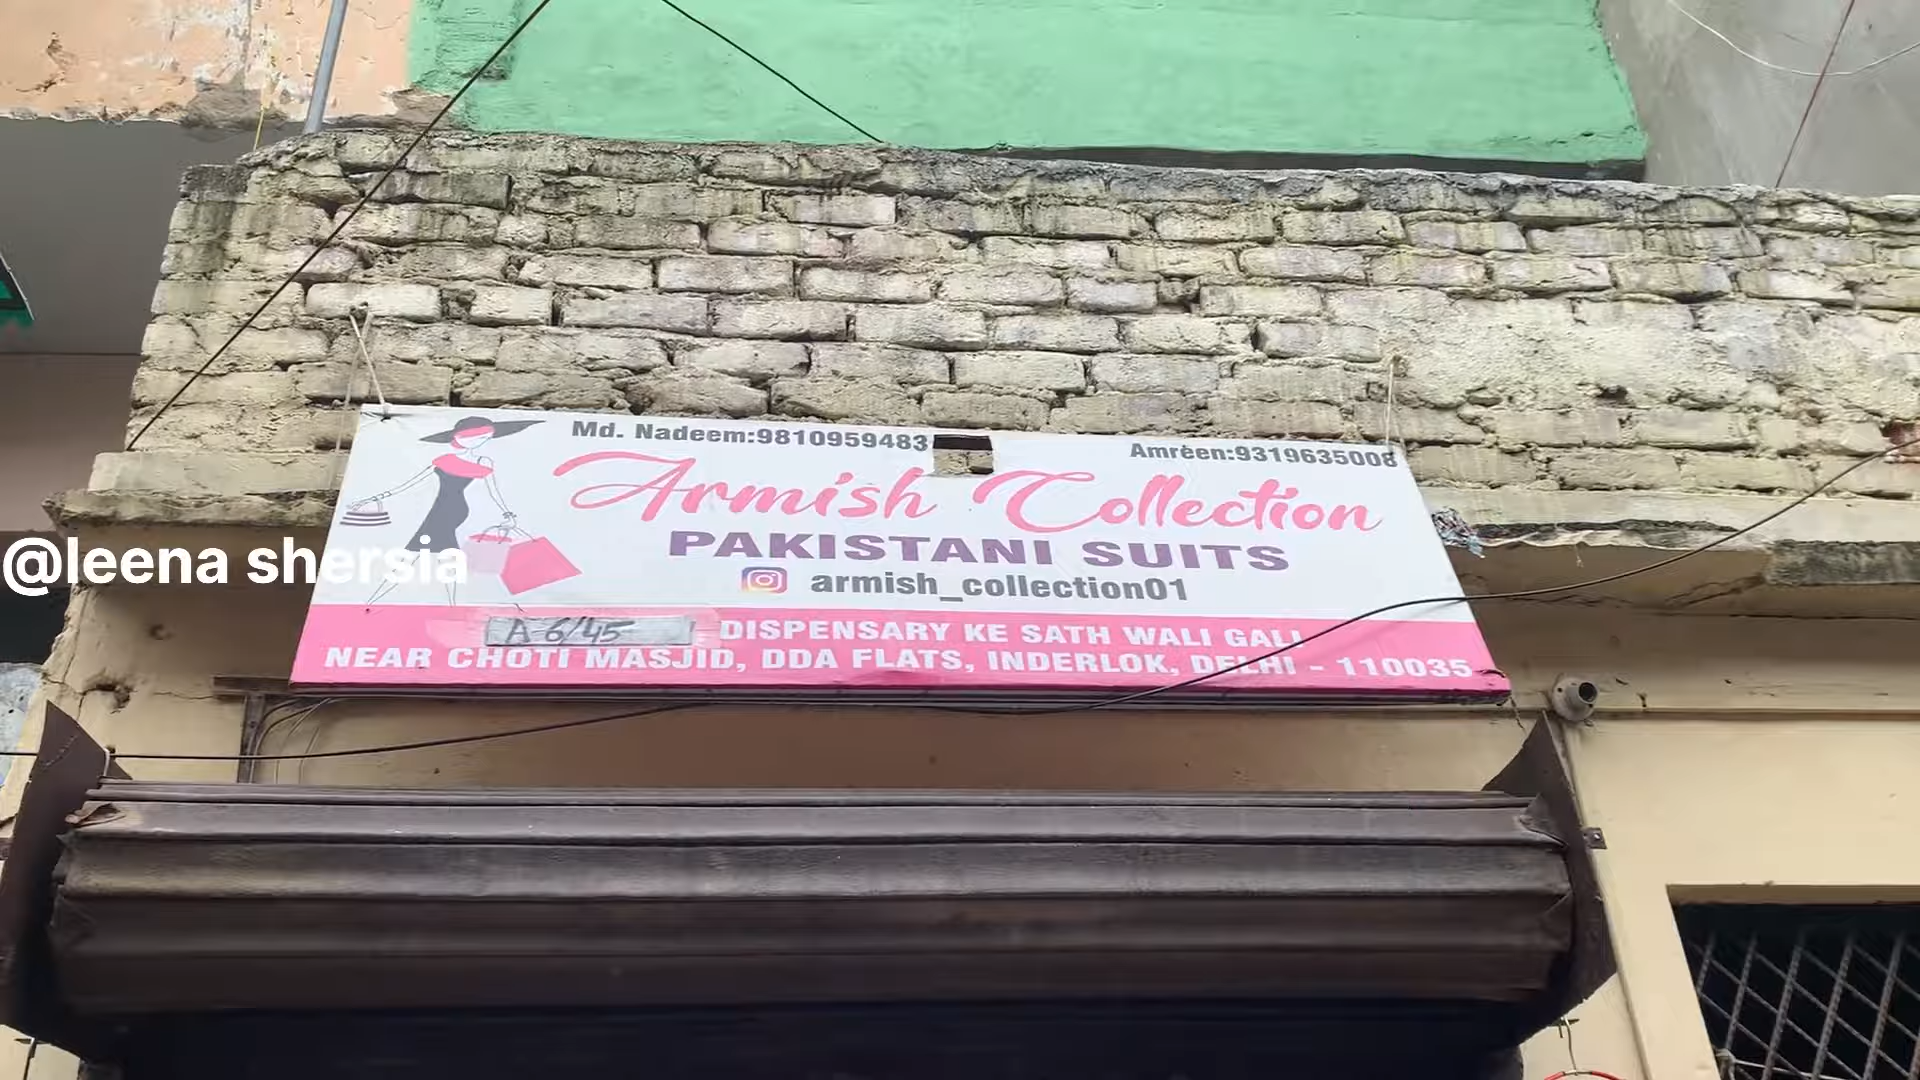 Md. Nadeem:9810959483
Amreen:9319635008
Armish Collection
PAKISTANI SUITS
armish_collection01
@leena shersia
A-6/45 DISPENSARY KE SATH WALI GALI
NEAR CHOTI MASJID, DDA FLATS, INDERLOK, DELHI - 110035